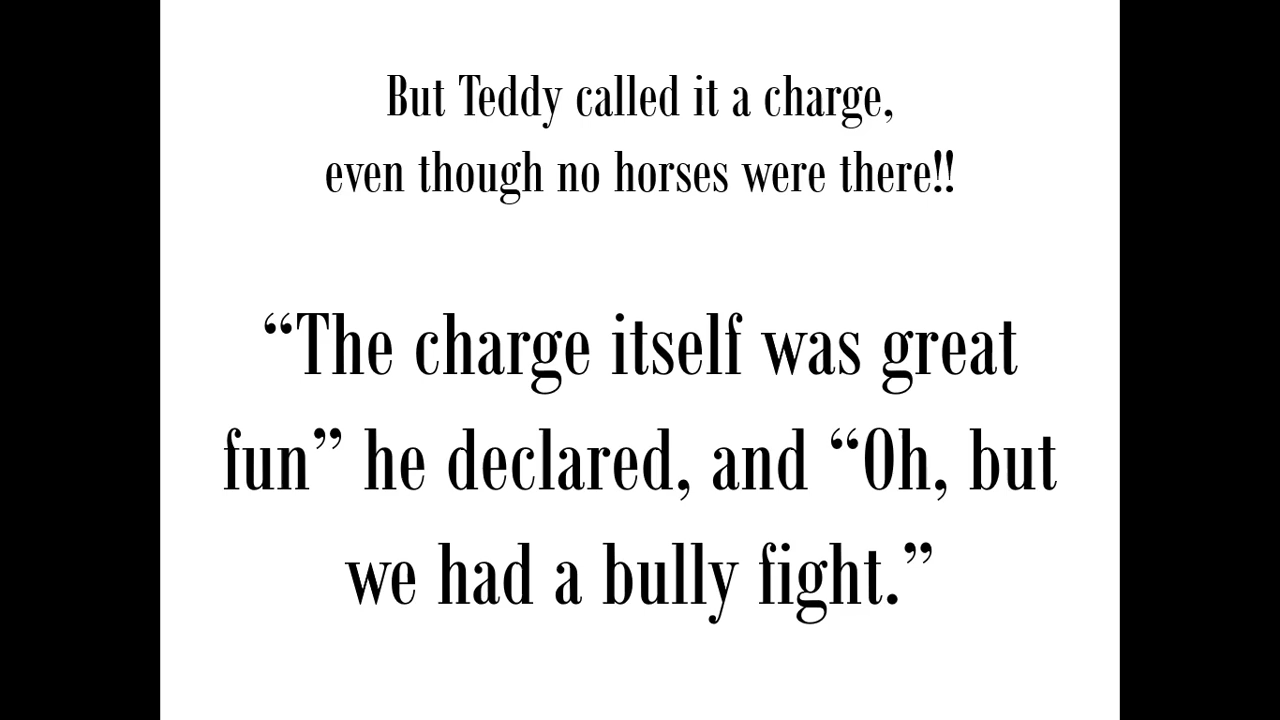 But Teddy called it a charge,
even though no horses were there!!
“The charge itself was great
fun” he declared, and “Oh, but
we had a bully fight.”